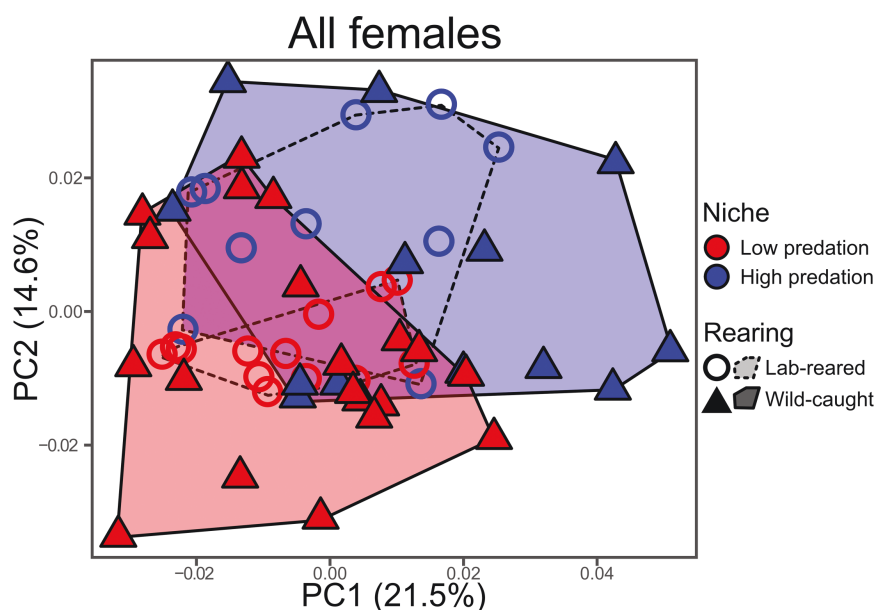 All females
PC2 (14.6%)
0.02
0.00
−0.02
−0.02
0.00
0.02
0.04
PC1 (21.5%)
Niche
Low predation
High predation
Rearing
Lab-reared
Wild-caught